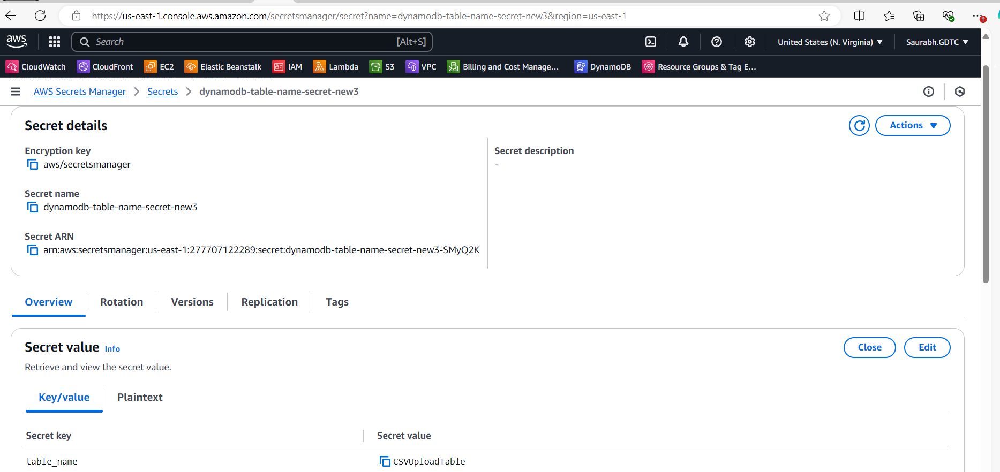 https://us-east-1.console.aws.amazon.com/secretsmanager/secret?name=dynamodb-table-name-secret-new3&region=us-east-1
aws Search [Alt+S] United States (N. Virginia) Saurabh.GDTC
CloudWatch CloudFront EC2 Elastic Beanstalk IAM Lambda S3 VPC Billing and Cost Manage... DynamoDB Resource Groups & Tag E...
AWS Secrets Manager > Secrets > dynamodb-table-name-secret-new3
Secret details
Actions
Encryption key
aws/secretsmanager
Secret name
dynamodb-table-name-secret-new3
Secret ARN
arn:aws:secretsmanager:us-east-1:277707122289:secret:dynamodb-table-name-secret-new3-SMyQ2K
Secret description
-
Overview Rotation Versions Replication Tags
Secret value Info
Close Edit
Retrieve and view the secret value.
Key/value Plaintext
Secret key Secret value
table_name CSVUploadTable